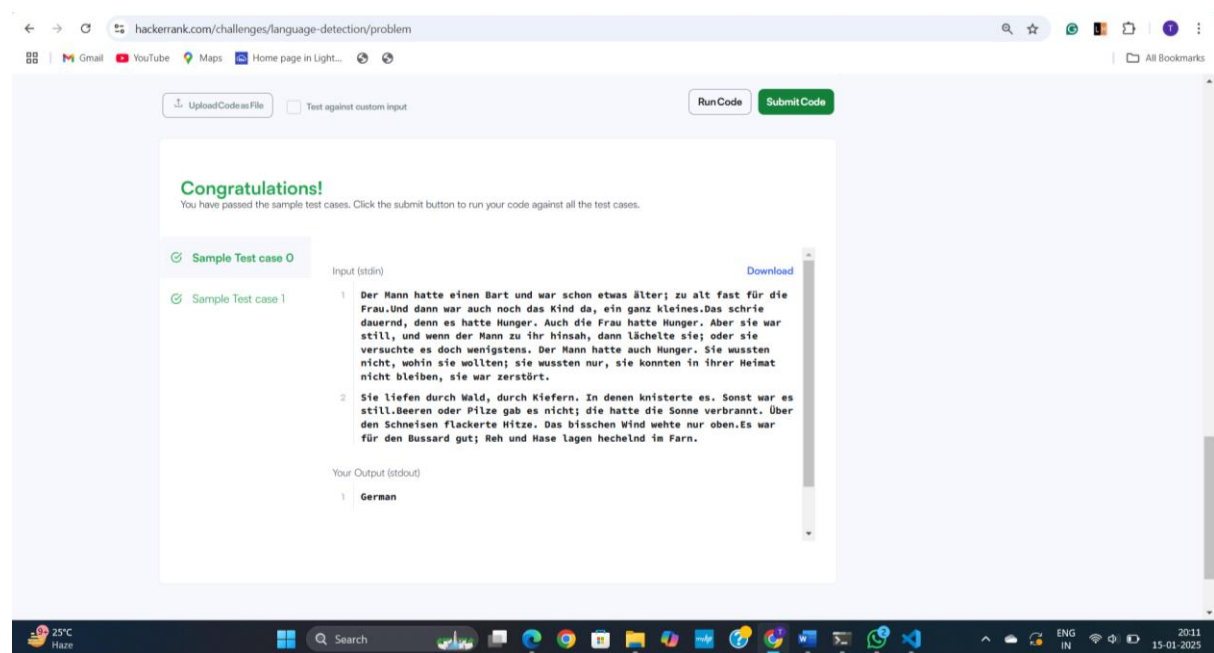 hackerrank.com/challenges/language-detection/problem
Gmail YouTube Maps Home page in Light... All Bookmarks
Upload Code as File Test against custom input Run Code Submit Code
Congratulations!
You have passed the sample test cases. Click the submit button to run your code against all the test cases.
Sample Test case 0
Sample Test case 1
Input (stdin) Download
1 Der Mann hatte einen Bart und war schon etwas älter; zu alt fast für die
Frau.Und dann war auch noch das Kind da, ein ganz kleines.Das schrie
dauernd, denn es hatte Hunger. Auch die Frau hatte Hunger. Aber sie war
still, und wenn der Mann zu ihr hinsah, dann lächelte sie; oder sie
versuchte es doch wenigstens. Der Mann hatte auch Hunger. Sie wussten
nicht, wohin sie wollten; sie wussten nur, sie konnten in ihrer Heimat
nicht bleiben, sie war zerstört.
2 Sie liefen durch Wald, durch Kiefern. In denen knisterte es. Sonst war es
still.Beeren oder Pilze gab es nicht; die hatte die Sonne verbrannt. Über
den Schneisen flackerte Hitze. Das bisschen Wind wehte nur oben.Es war
für den Bussard gut; Reh und Hase lagen hechelnd im Farn.
Your Output (stdout)
1 German
25°C
Haze
Search
ENG
IN
20:11
15-01-2025